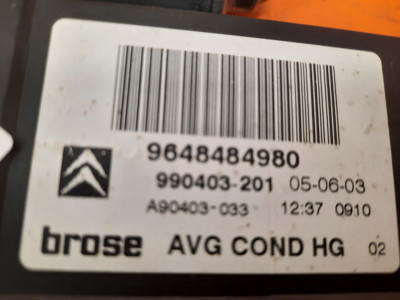 9648484980
990403-201 05-06-03
A90403-033 12:37 0910
brose AVG COND HG 02